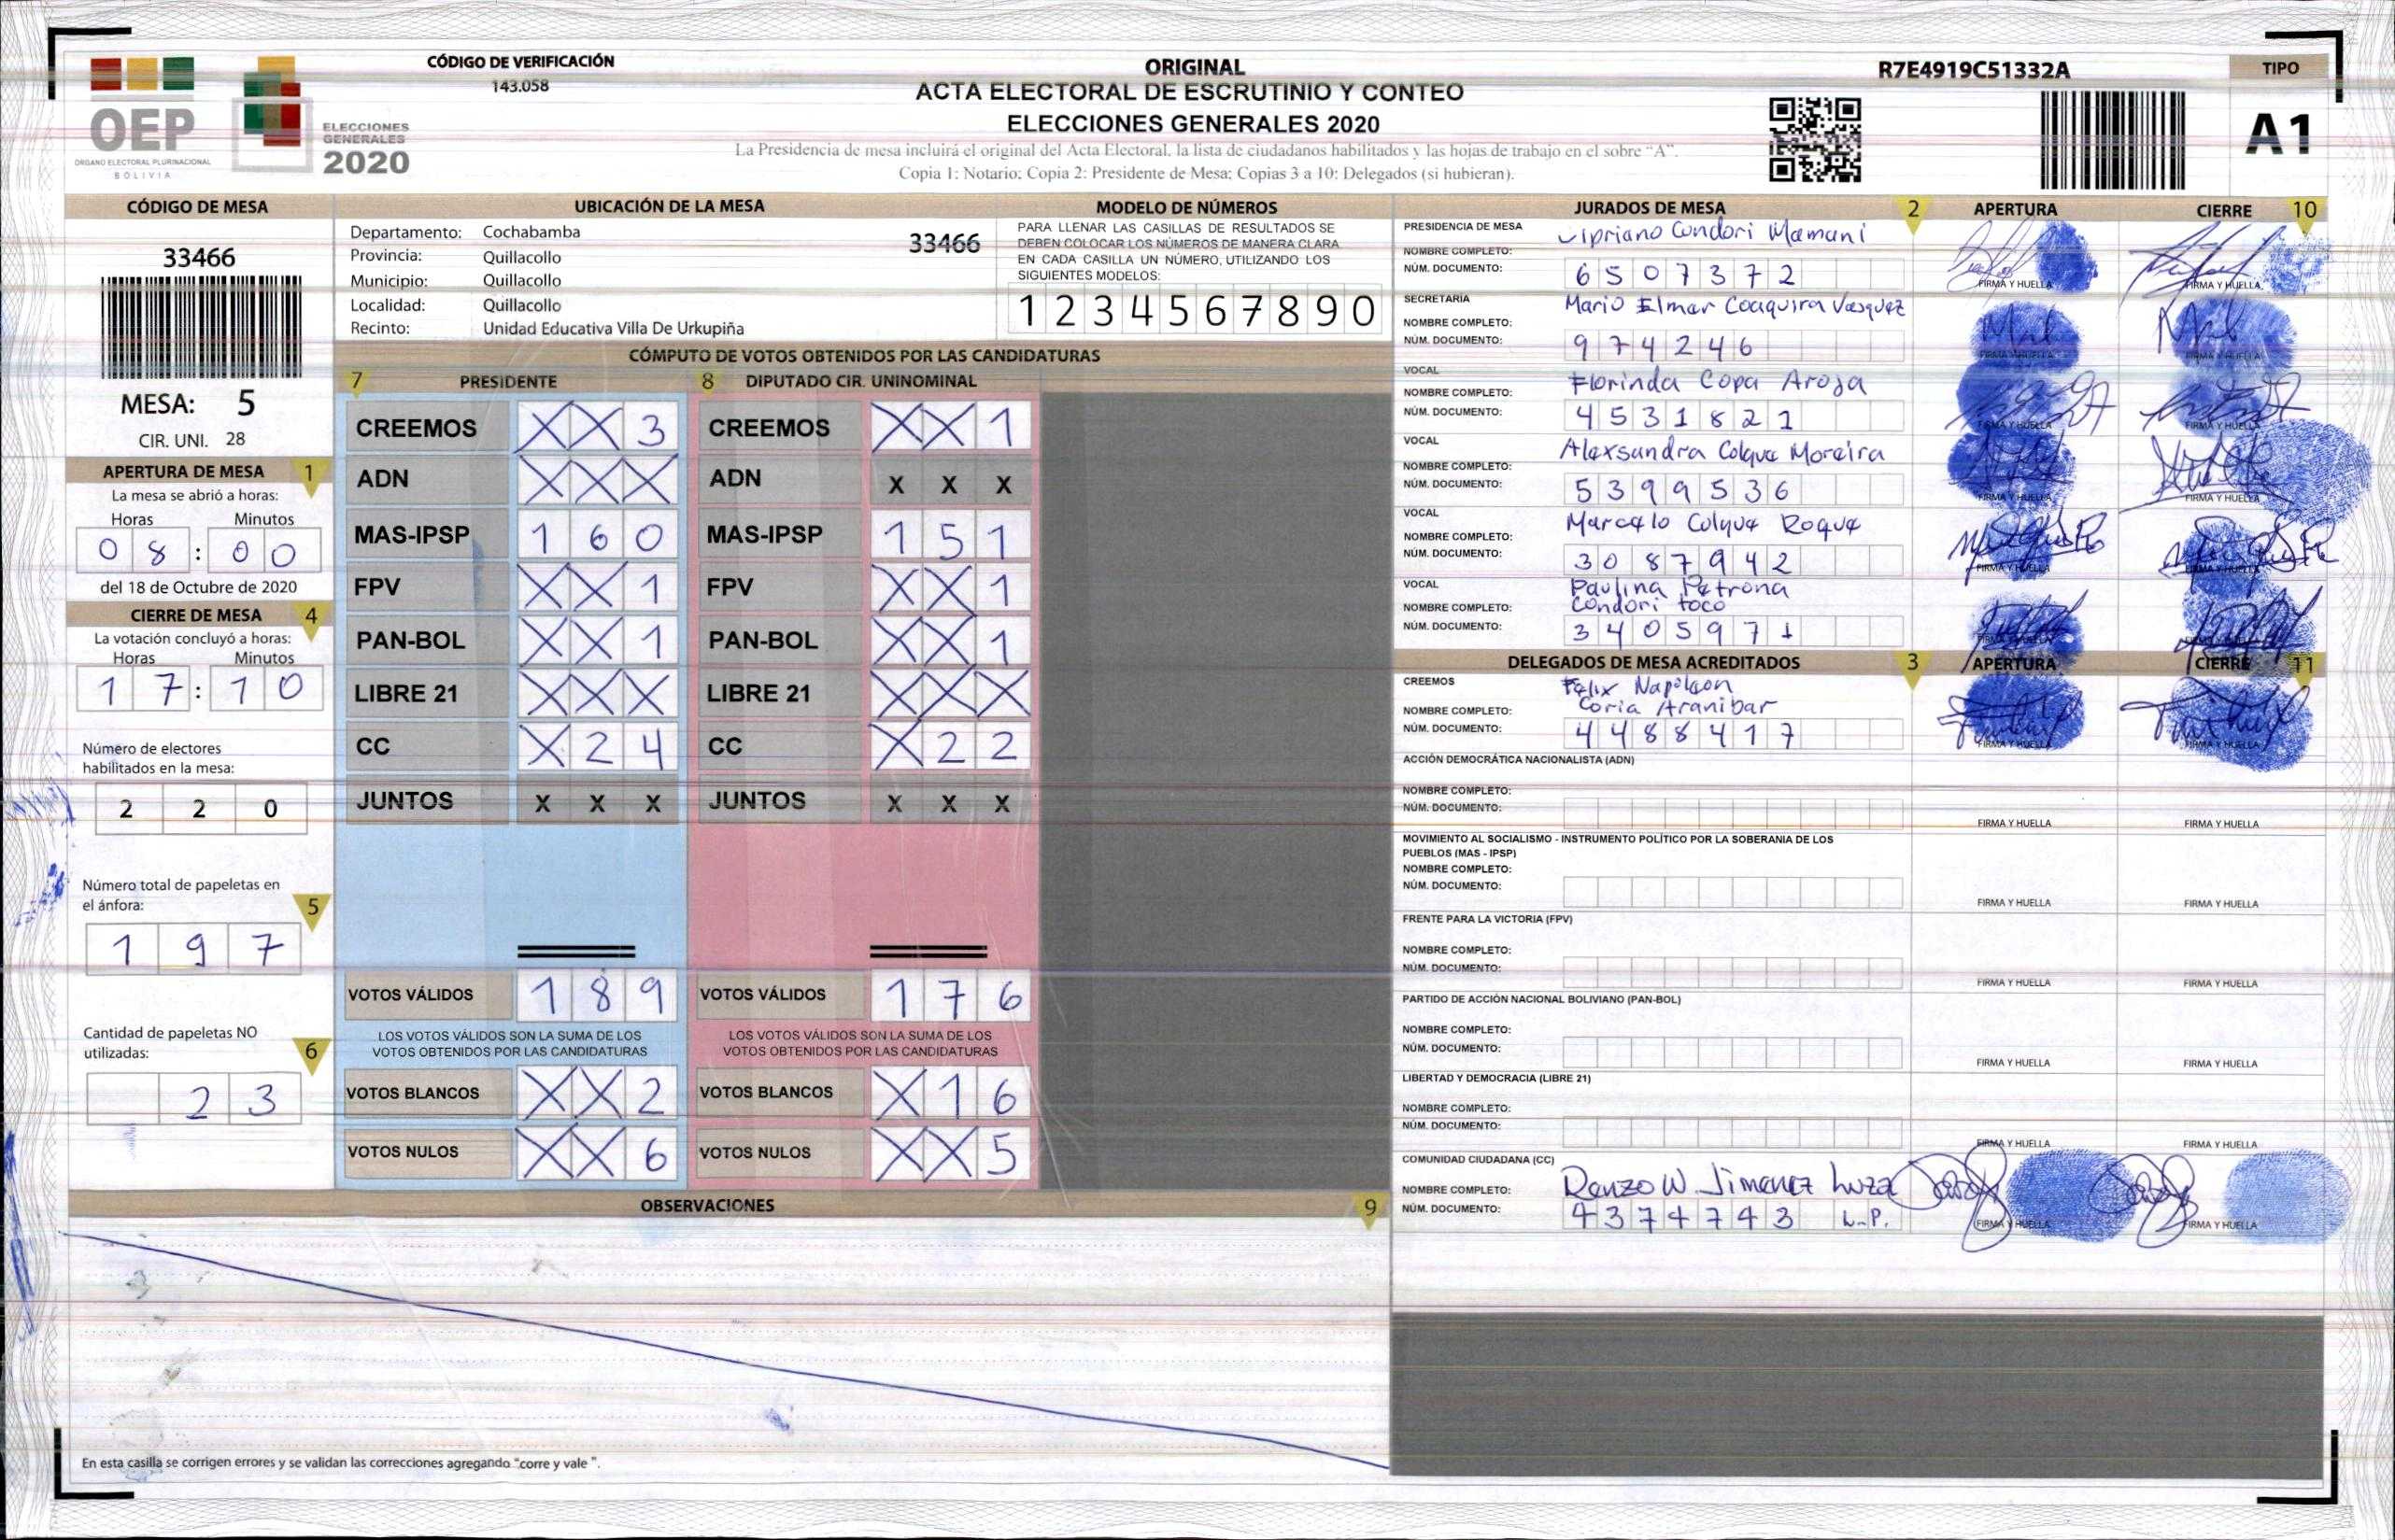 CÓDIGO DE VERIFICACIÓN
143.058
OEP
ÓRGANO ELECTORAL PLURINACIONAL
BOLIVIA
ELECCIONES
GENERALES
2020
ORIGINAL
ACTA ELECTORAL DE ESCRUTINIO Y CONTEO
ELECCIONES GENERALES 2020
La Presidencia de mesa incluirá el original del Acta Electoral, la lista de ciudadanos habilitados y las hojas de trabajo en el sobre "A".
Copia 1: Notario; Copia 2: Presidente de Mesa; Copias 3 a 10: Delegados (si hubieran).
R7E4919C51332A
TIPO
A1
CÓDIGO DE MESA
33466
MESA: 5
CIR. UNI. 28
APERTURA DE MESA 1
La mesa se abrió a horas:
Horas Minutos
0 8 : 0 0
del 18 de Octubre de 2020
CIERRE DE MESA 4
La votación concluyó a horas:
Horas Minutos
1 7 : 1 0
Número de electores
habilitados en la mesa:
2 2 0
Número total de papeletas en
el ánfora: 5
1 9 7
Cantidad de papeletas NO
utilizadas: 6
2 3
UBICACIÓN DE LA MESA
Departamento: Cochabamba 33466
Provincia: Quillacollo
Municipio: Quillacollo
Localidad: Quillacollo
Recinto: Unidad Educativa Villa De Urkupiña
MODELO DE NÚMEROS
PARA LLENAR LAS CASILLAS DE RESULTADOS SE
DEBEN COLOCAR LOS NÚMEROS DE MANERA CLARA
EN CADA CASILLA UN NÚMERO, UTILIZANDO LOS
SIGUIENTES MODELOS:
1 2 3 4 5 6 7 8 9 0
CÓMPUTO DE VOTOS OBTENIDOS POR LAS CANDIDATURAS
7 PRESIDENTE 8 DIPUTADO CIR. UNINOMINAL
CREEMOS X X 3 CREEMOS X X 1
ADN X X X ADN X X X
MAS-IPSP 1 6 0 MAS-IPSP 1 5 1
FPV X X 1 FPV X X 1
PAN-BOL X X 1 PAN-BOL X X 1
LIBRE 21 X X X LIBRE 21 X X X
CC X 2 4 CC X 2 2
JUNTOS X X X JUNTOS X X X
VOTOS VÁLIDOS 1 8 9 VOTOS VÁLIDOS 1 7 6
LOS VOTOS VÁLIDOS SON LA SUMA DE LOS LOS VOTOS VÁLIDOS SON LA SUMA DE LOS
VOTOS OBTENIDOS POR LAS CANDIDATURAS VOTOS OBTENIDOS POR LAS CANDIDATURAS
VOTOS BLANCOS X X 2 VOTOS BLANCOS X 1 6
VOTOS NULOS X X 6 VOTOS NULOS X X 5
OBSERVACIONES 9
En esta casilla se corrigen errores y se validan las correcciones agregando "corre y vale ".
JURADOS DE MESA 2 APERTURA CIERRE 10
PRESIDENCIA DE MESA Cipriano Condori Mamani
NOMBRE COMPLETO:
NÚM. DOCUMENTO: 6 5 0 7 3 7 2
FIRMA Y HUELLA FIRMA Y HUELLA
SECRETARIA Mario Elmar Coaquira Vasquez
NOMBRE COMPLETO:
NÚM. DOCUMENTO: 9 7 4 2 4 6
FIRMA Y HUELLA FIRMA Y HUELLA
VOCAL Florinda Copa Aroja
NOMBRE COMPLETO:
NÚM. DOCUMENTO: 4 5 3 1 8 2 1
FIRMA Y HUELLA FIRMA Y HUELLA
VOCAL Alexsandra Colque Moreira
NOMBRE COMPLETO:
NÚM. DOCUMENTO: 5 3 9 9 5 3 6
FIRMA Y HUELLA FIRMA Y HUELLA
VOCAL Marcelo Colque Roque
NOMBRE COMPLETO:
NÚM. DOCUMENTO: 3 0 8 7 9 4 2
FIRMA Y HUELLA FIRMA Y HUELLA
VOCAL Paulina Petrona
NOMBRE COMPLETO: Condori toco
NÚM. DOCUMENTO: 3 4 0 5 9 7 1
DELEGADOS DE MESA ACREDITADOS 3 APERTURA CIERRE 11
CREEMOS Felix Napoleon
NOMBRE COMPLETO: Coria Aranibar
NÚM. DOCUMENTO: 4 4 8 8 4 1 7
FIRMA Y HUELLA FIRMA Y HUELLA
ACCIÓN DEMOCRÁTICA NACIONALISTA (ADN)
NOMBRE COMPLETO:
NÚM. DOCUMENTO:
FIRMA Y HUELLA FIRMA Y HUELLA
MOVIMIENTO AL SOCIALISMO - INSTRUMENTO POLÍTICO POR LA SOBERANIA DE LOS
PUEBLOS (MAS - IPSP)
NOMBRE COMPLETO:
NÚM. DOCUMENTO:
FIRMA Y HUELLA FIRMA Y HUELLA
FRENTE PARA LA VICTORIA (FPV)
NOMBRE COMPLETO:
NÚM. DOCUMENTO:
FIRMA Y HUELLA FIRMA Y HUELLA
PARTIDO DE ACCIÓN NACIONAL BOLIVIANO (PAN-BOL)
NOMBRE COMPLETO:
NÚM. DOCUMENTO:
FIRMA Y HUELLA FIRMA Y HUELLA
LIBERTAD Y DEMOCRACIA (LIBRE 21)
NOMBRE COMPLETO:
NÚM. DOCUMENTO:
FIRMA Y HUELLA FIRMA Y HUELLA
COMUNIDAD CIUDADANA (CC)
NOMBRE COMPLETO: Renzo W. Jimenez Luza
NÚM. DOCUMENTO: 4 3 7 4 7 4 3 L.P.
FIRMA Y HUELLA FIRMA Y HUELLA